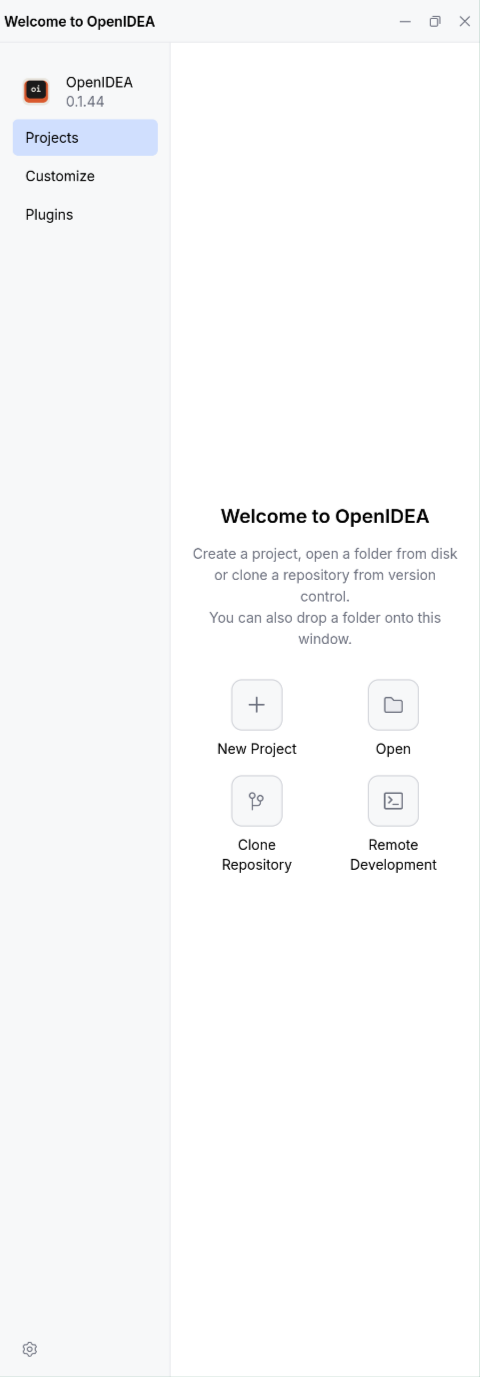 Welcome to OpenIDEA
oi
OpenIDEA
0.1.44
Projects
Customize
Plugins
Welcome to OpenIDEA
Create a project, open a folder from disk
or clone a repository from version
control.
You can also drop a folder onto this
window.
New Project
Open
Clone
Repository
Remote
Development